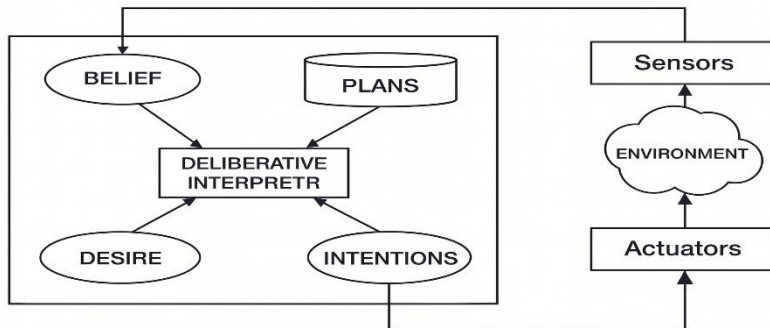 BELIEF
PLANS
Sensors
DELIBERATIVE
INTERPRETR
ENVIRONMENT
DESIRE
INTENTIONS
Actuators